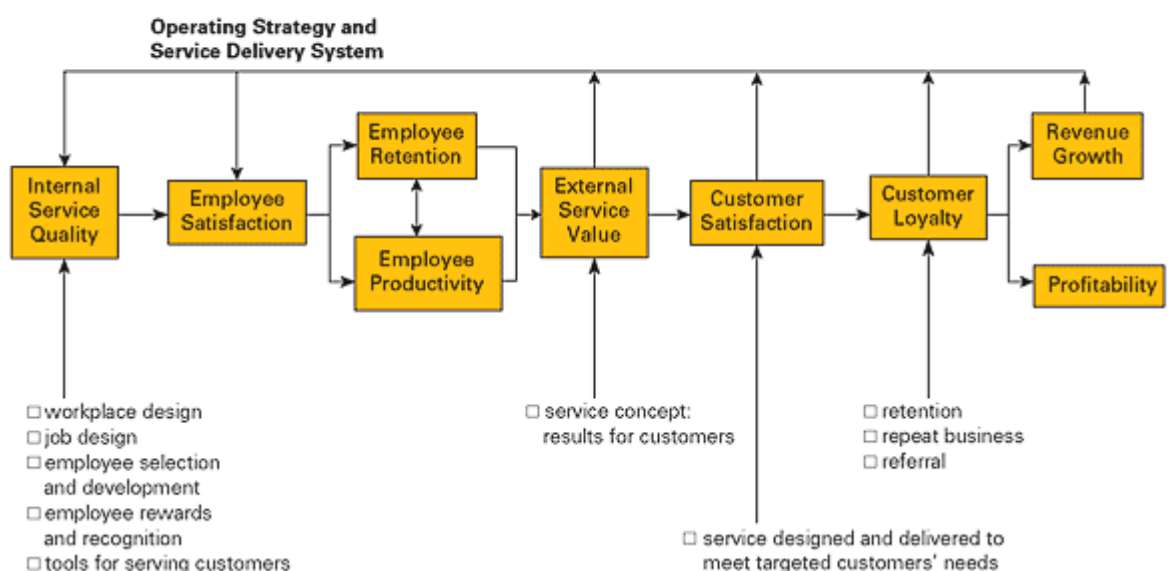 Operating Strategy and
Service Delivery System
Internal
Service
Quality
Employee
Satisfaction
Employee
Retention
Employee
Productivity
External
Service
Value
Customer
Satisfaction
Customer
Loyalty
Revenue
Growth
Profitability
□ workplace design
□ job design
□ employee selection
and development
□ employee rewards
and recognition
□ tools for serving customers
□ service concept:
results for customers
□ service designed and delivered to
meet targeted customers' needs
□ retention
□ repeat business
□ referral